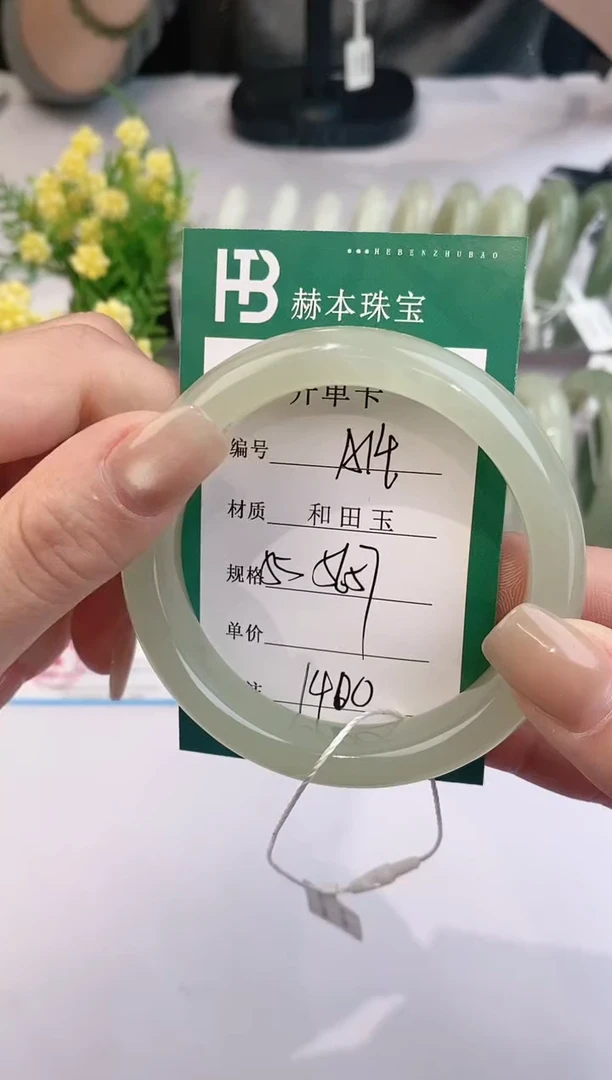 HEBENZHUBAO
HB 赫本珠宝
开单卡
编号 A14
材质 和田玉
规格
单价
1400